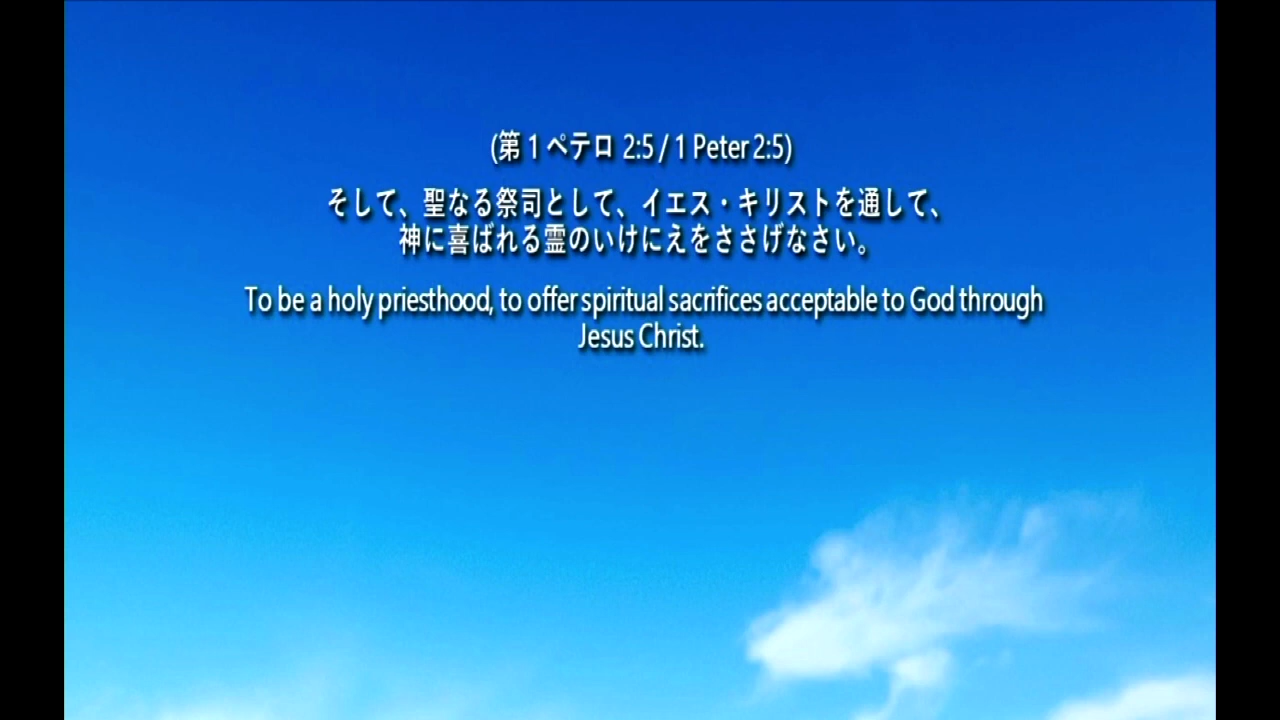 (第 1 ペテロ 2:5 / 1 Peter 2:5)
そして、聖なる祭司として、イエス・キリストを通して、
神に喜ばれる霊のいけにえをささげなさい。
To be a holy priesthood, to offer spiritual sacrifices acceptable to God through
Jesus Christ.